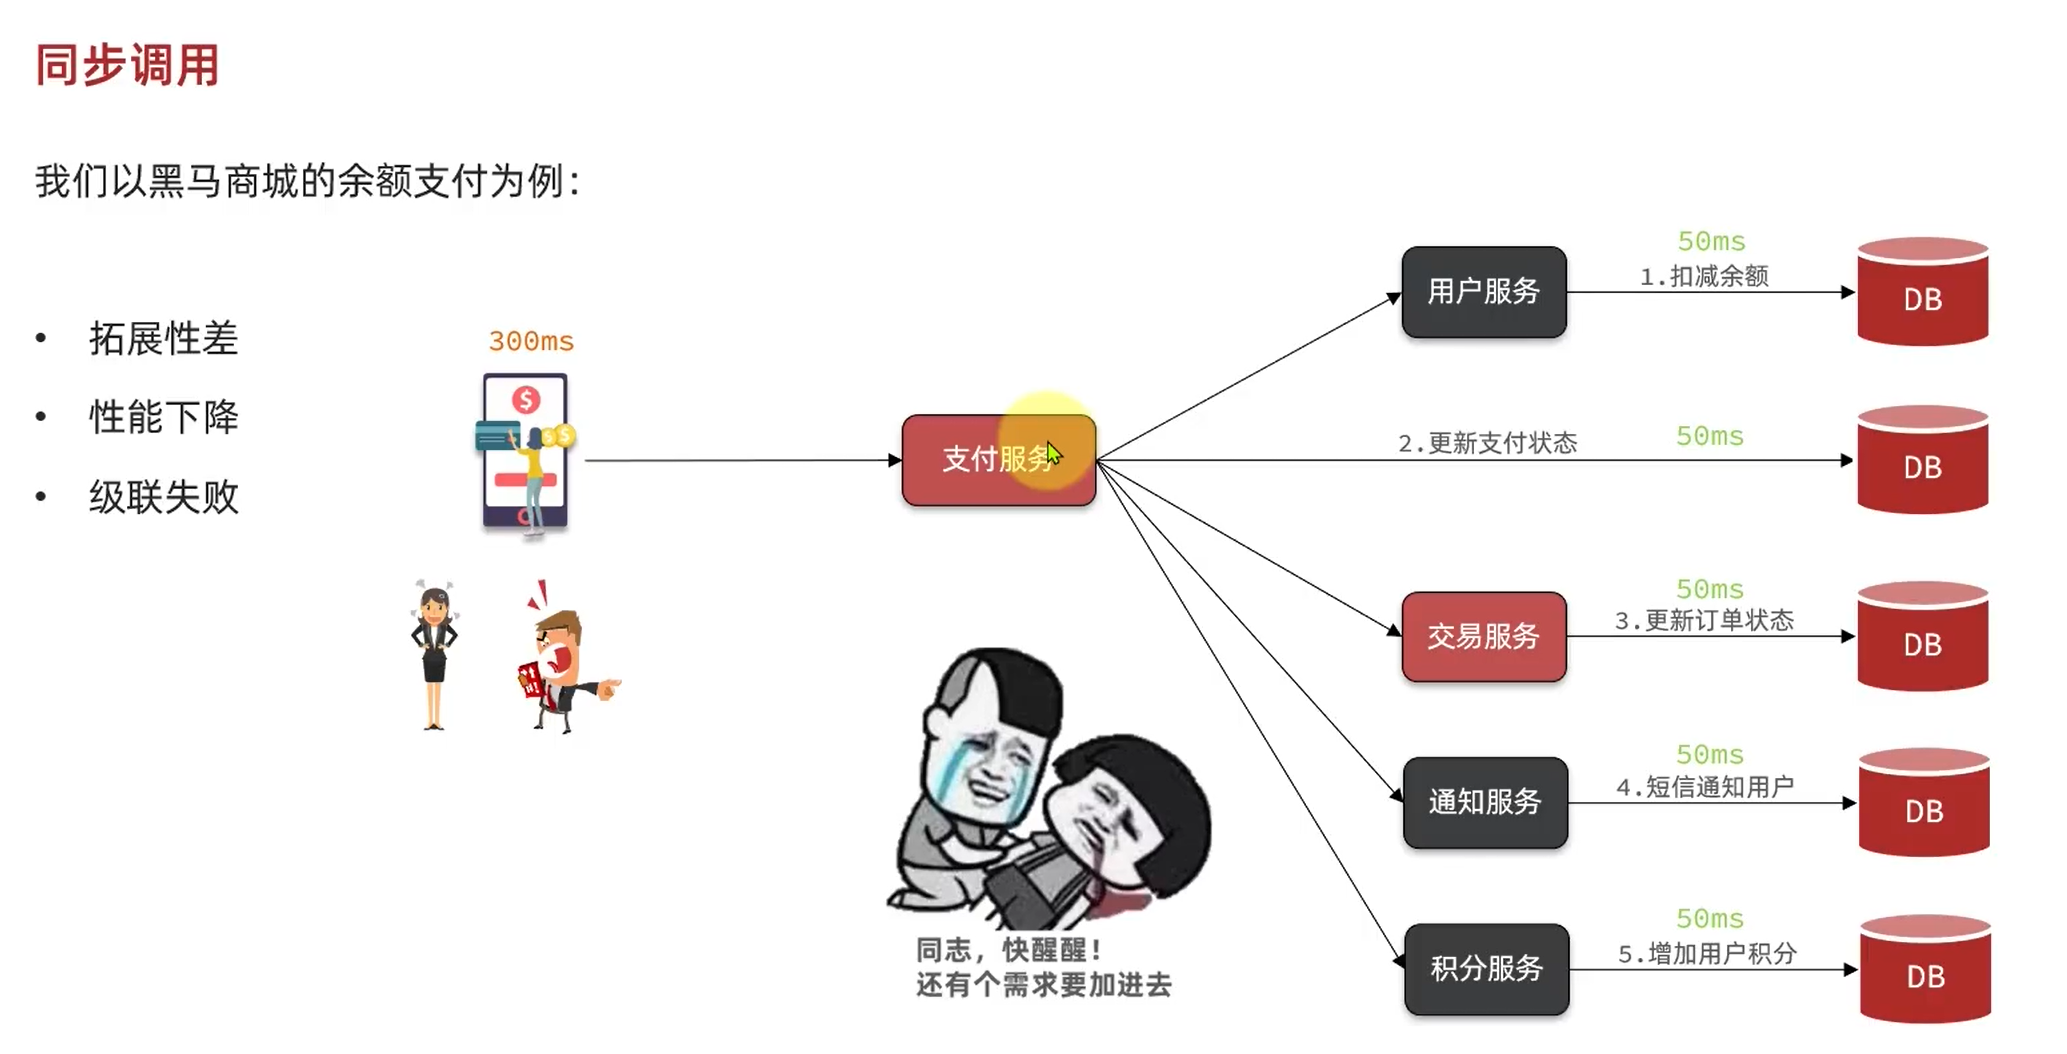 同步调用
我们以黑马商城的余额支付为例：
• 拓展性差
• 性能下降
• 级联失败
300ms
$
$
$
支付服务
用户服务
50ms
1.扣减余额
DB
2.更新支付状态
50ms
DB
交易服务
50ms
3.更新订单状态
DB
通知服务
50ms
4.短信通知用户
DB
积分服务
50ms
5.增加用户积分
DB
同志，快醒醒！
还有个需求要加进去